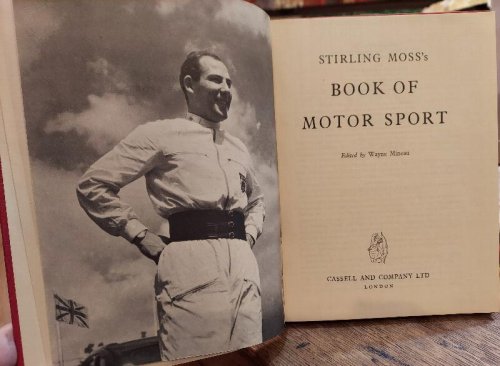 STIRLING MOSS's
BOOK OF
MOTOR SPORT
Edited by Wayne Mineau
CASSELL AND COMPANY LTD
LONDON